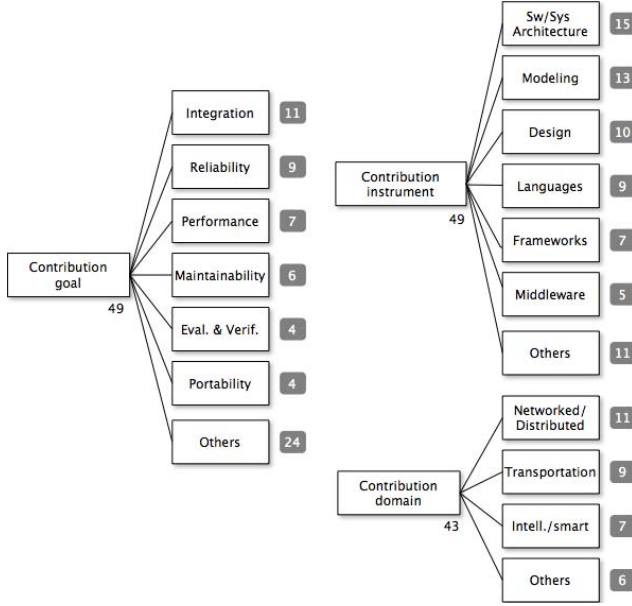 Contribution
goal
49
Integration
11
Reliability
9
Performance
7
Maintainability
6
Eval. & Verif.
4
Portability
4
Others
24
Contribution
instrument
49
Sw/Sys
Architecture
15
Modeling
13
Design
10
Languages
9
Frameworks
7
Middleware
5
Others
11
Contribution
domain
43
Networked/
Distributed
11
Transportation
9
Intell./smart
7
Others
6